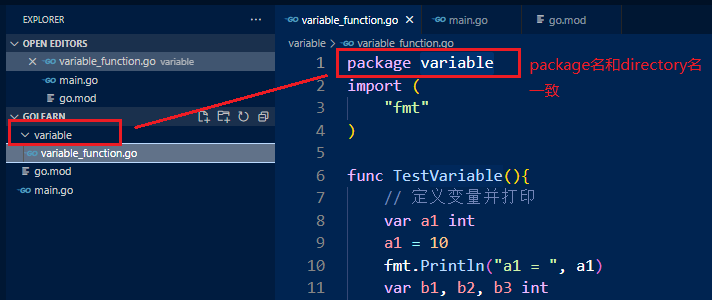 EXPLORER
OPEN EDITORS
variable_function.go variable
main.go
go.mod
GOLEARN
variable
variable_function.go
go.mod
main.go
variable_function.go main.go go.mod
variable > variable_function.go
1 package variable
2 import (
3 "fmt"
4 )
5
6 func TestVariable(){
7 // 定义变量并打印
8 var a1 int
9 a1 = 10
10 fmt.Println("a1 = ", a1)
11 var b1, b2, b3 int
package名和directory名
一致